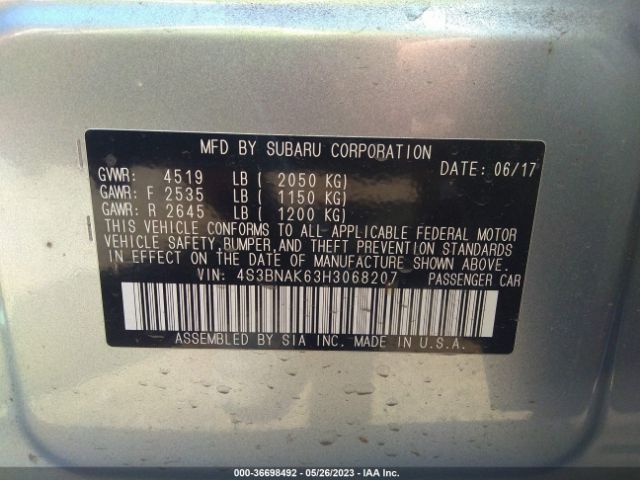 MFD BY SUBARU CORPORATION
DATE: 06/17
GVWR: 4519 LB ( 2050 KG)
GAWR: F 2535 LB ( 1150 KG)
GAWR: R 2645 LB ( 1200 KG)
THIS VEHICLE CONFORMS TO ALL APPLICABLE FEDERAL MOTOR
VEHICLE SAFETY,BUMPER,AND THEFT PREVENTION STANDARDS
IN EFFECT ON THE DATE OF MANUFACTURE SHOWN ABOVE.
VIN: 4S3BNAK63H3068207 PASSENGER CAR
ASSEMBLED BY SIA INC. MADE IN U.S.A.
000-36698492 — 05/26/2023 — IAA Inc.